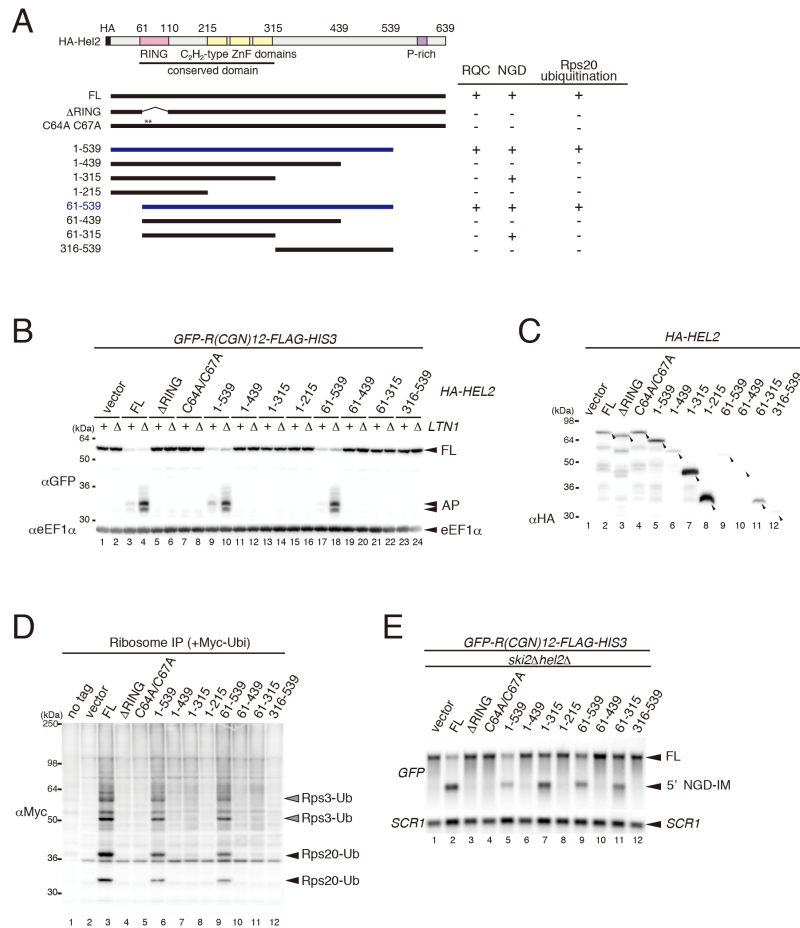 A
HA 61 110 215 315 439 539 639
HA-Hel2
RING C₂H₂-type ZnF domains P-rich
conserved domain
RQC NGD Rps20 ubiquitination
FL + + +
ΔRING - - -
**
C64A C67A - - -
1-539 + + +
1-439 - - -
1-315 - + -
1-215 - - -
61-539 + + +
61-439 - - -
61-315 - + -
316-539 - - -
B
GFP-R(CGN)12-FLAG-HIS3
vector FL ΔRING C64A/C67A 1-539 1-439 1-315 1-215 61-539 61-439 61-315 316-539 HA-HEL2
+ Δ + Δ + Δ + Δ + Δ + Δ + Δ + Δ + Δ + Δ + Δ + Δ LTN1
(kDa)
64
50
FL
αGFP
36
30
AP
αeEF1α eEF1α
1 2 3 4 5 6 7 8 9 10 11 12 13 14 15 16 17 18 19 20 21 22 23 24
C
HA-HEL2
vector FL ΔRING C64A/C67A 1-539 1-439 1-315 1-215 61-539 61-439 61-315 316-539
(kDa)
98
64
50
36
30
αHA
1 2 3 4 5 6 7 8 9 10 11 12
D
Ribosome IP (+Myc-Ubi)
no tag vector FL ΔRING C64A/C67A 1-539 1-439 1-315 1-215 61-539 61-439 61-315 316-539
(kDa)
250
98
64
Rps3-Ub
αMyc
50
Rps3-Ub
36
Rps20-Ub
30
Rps20-Ub
1 2 3 4 5 6 7 8 9 10 11 12
E
GFP-R(CGN)12-FLAG-HIS3
ski2Δhel2Δ
vector FL ΔRING C64A/C67A 1-539 1-439 1-315 1-215 61-539 61-439 61-315 316-539
GFP
FL
5' NGD-IM
SCR1 SCR1
1 2 3 4 5 6 7 8 9 10 11 12